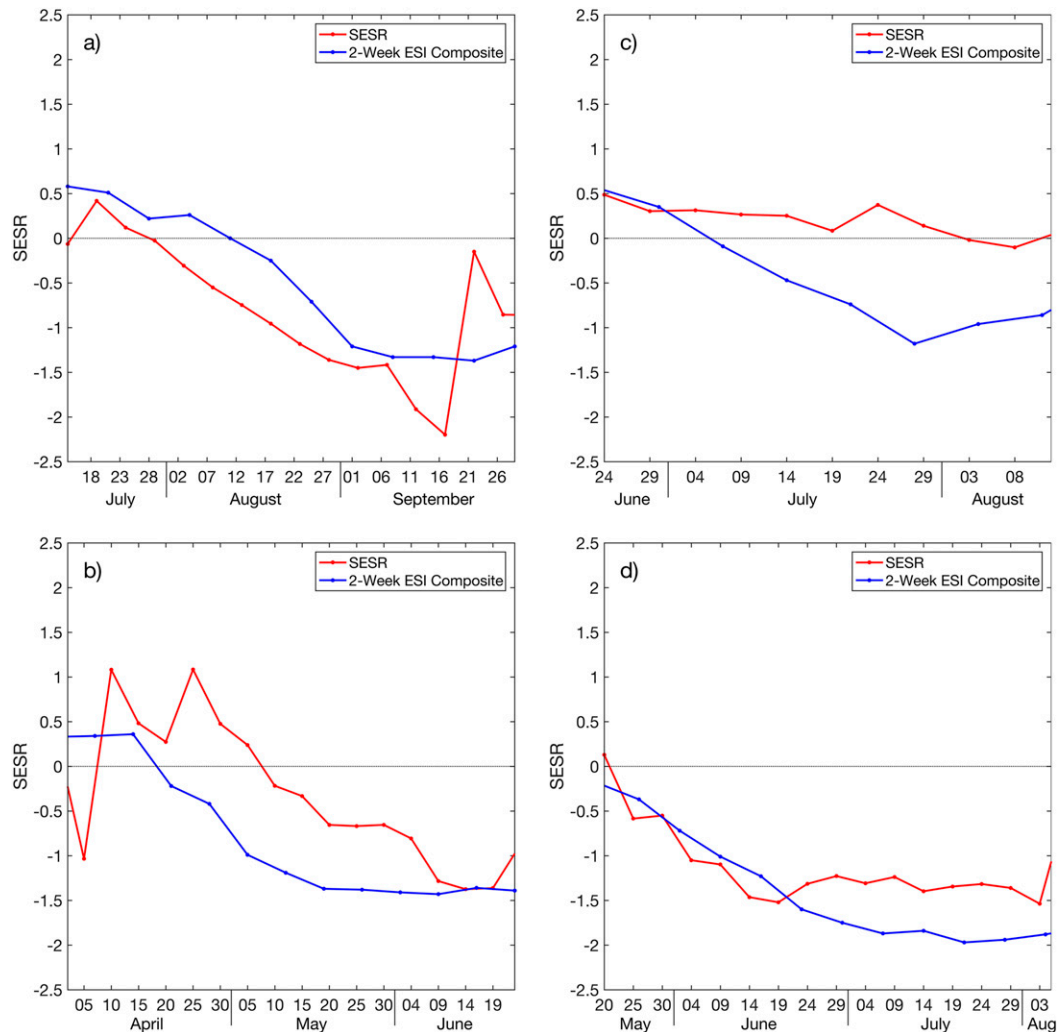 a)
SESR
2-Week ESI Composite
2.5
2
1.5
1
0.5
0
-0.5
-1
-1.5
-2
-2.5
SESR
18 23 28 02 07 12 17 22 27 01 06 11 16 21 26
July August September
c)
SESR
2-Week ESI Composite
2.5
2
1.5
1
0.5
0
-0.5
-1
-1.5
-2
-2.5
SESR
24 29 04 09 14 19 24 29 03 08
June July August
b)
SESR
2-Week ESI Composite
2.5
2
1.5
1
0.5
0
-0.5
-1
-1.5
-2
-2.5
SESR
05 10 15 20 25 30 05 10 15 20 25 30 04 09 14 19
April May June
d)
SESR
2-Week ESI Composite
2.5
2
1.5
1
0.5
0
-0.5
-1
-1.5
-2
-2.5
SESR
20 25 30 04 09 14 19 24 29 04 09 14 19 24 29 03
May June July Aug